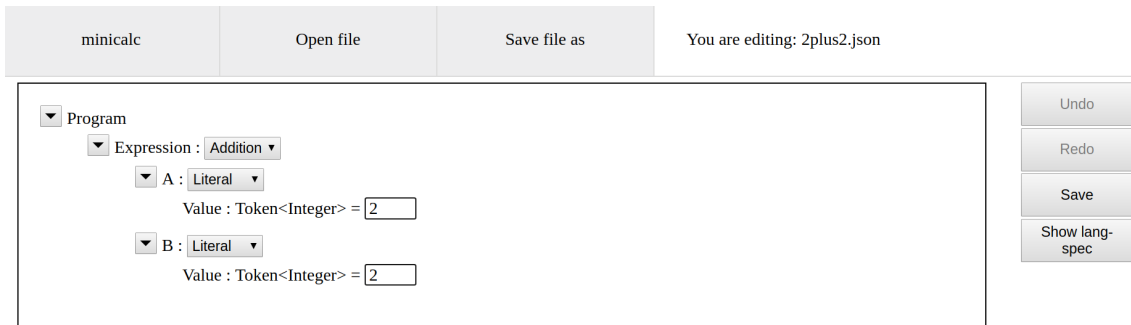 minicalc
Open file
Save file as
You are editing: 2plus2.json
Program
Expression : Addition
A : Literal
Value : Token<Integer> = 2
B : Literal
Value : Token<Integer> = 2
Undo
Redo
Save
Show lang-
spec